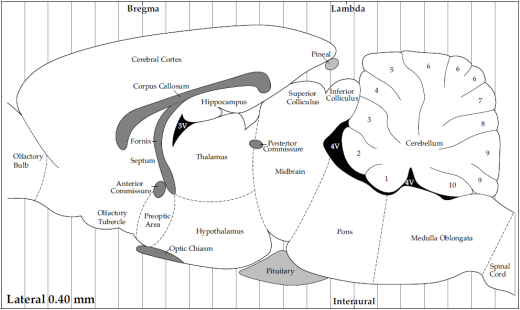 Bregma
Lambda
Pineal
Cerebral Cortex
Corpus Callosum
Hippocampus
Superior
Colliculus
Inferior
Colliculus
5
6
6
6
4
7
3
8
3V
4V
Cerebellum
Fornix
Posterior
Commissure
Olfactory
Bulb
Septum
Thalamus
2
9
Midbrain
Anterior
Commissure
1
4V
10
9
Olfactory
Tubercle
Preoptic
Area
Hypothalamus
Pons
Medulla Oblongata
Optic Chiasm
Pituitary
Spinal
Cord
Lateral 0.40 mm
Interaural